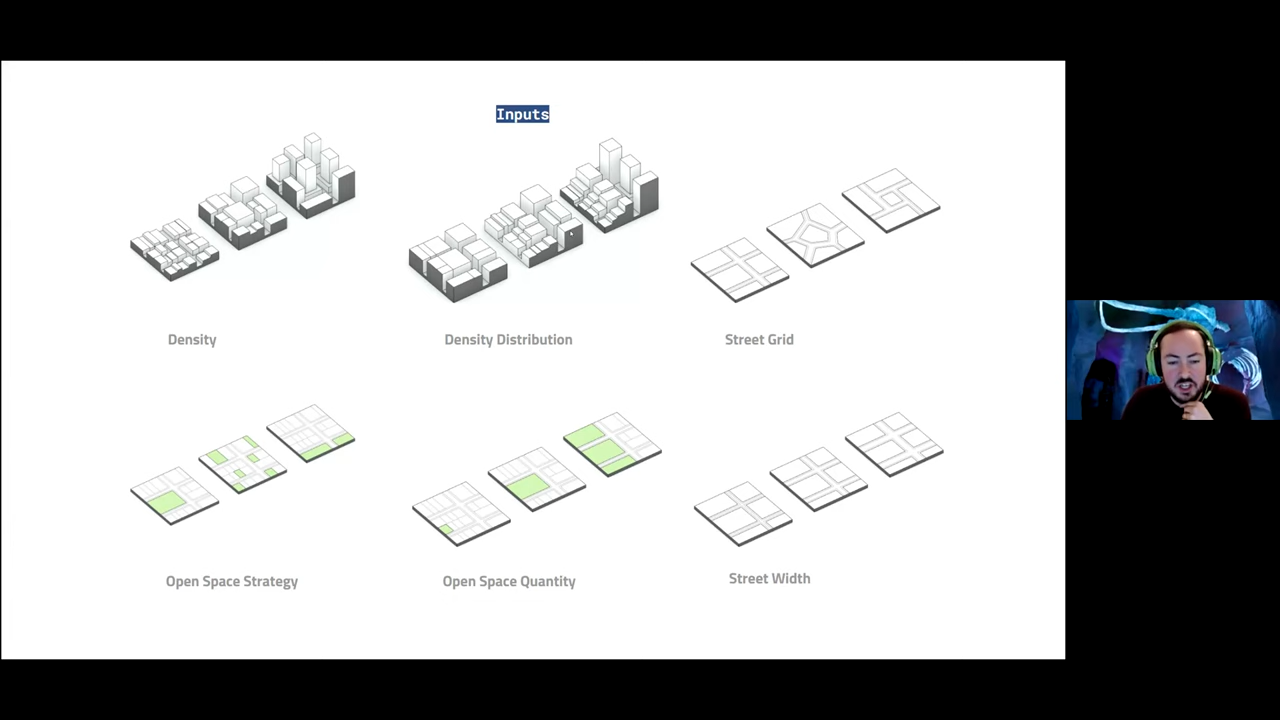 Inputs
Density
Density Distribution
Street Grid
Open Space Strategy
Open Space Quantity
Street Width